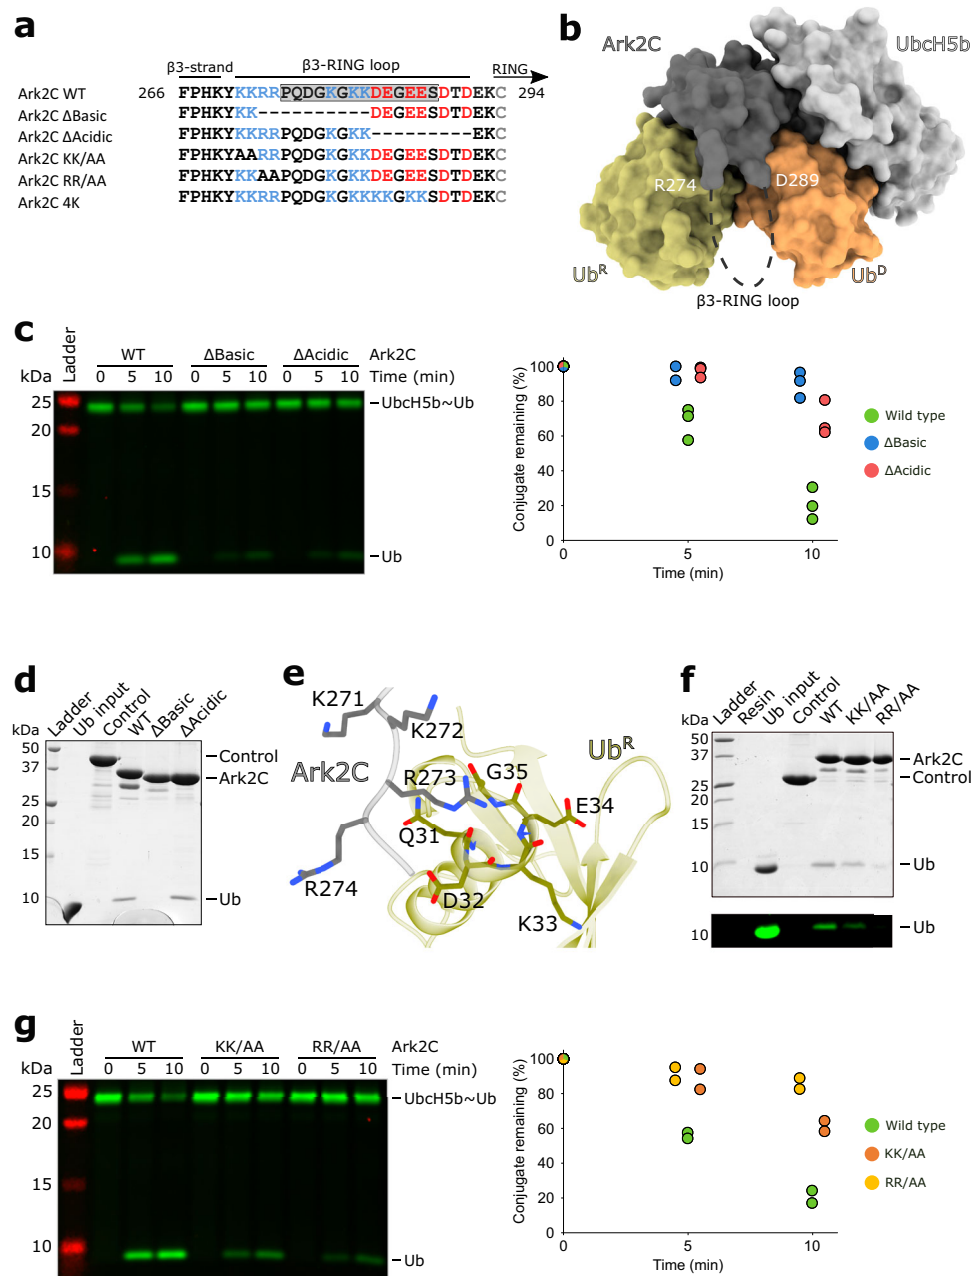 a
β3-strand β3-RING loop RING
Ark2C WT 266 FPHKYKKRRPQDGKGKKDEGEESDTDEKC 294
Ark2C ΔBasic FPHKYKK----------DEGEESDTDEKC
Ark2C ΔAcidic FPHKYKKRRPQDGKGKK---------EKC
Ark2C KK/AA FPHKYAARRPQDGKGKKDEGEESDTDEKC
Ark2C RR/AA FPHKYKKAAPQDGKGKKDEGEESDTDEKC
Ark2C 4K FPHKYKKRRPQDGKGKKKKGKKSDTDEKC
b
Ark2C
UbcH5b
R274
D289
Ub^R
Ub^D
β3-RING loop
c
kDa
Ladder
WT ΔBasic ΔAcidic Ark2C
0 5 10 0 5 10 0 5 10 Time (min)
25
20
15
10
UbcH5b~Ub
Ub
Conjugate remaining (%)
100
80
60
40
20
0
0 5 10
Time (min)
Wild type
ΔBasic
ΔAcidic
d
kDa
Ladder
Ub input
Control
WT
ΔBasic
ΔAcidic
50
37
25
20
15
10
Control
Ark2C
Ub
e
K271
K272
Ark2C
R273
G35
Ub^R
E34
Q31
R274
D32
K33
f
kDa
Ladder
Resin
Ub input
Control
WT
KK/AA
RR/AA
50
37
25
20
15
10
Ark2C
Control
Ub
10
Ub
g
kDa
Ladder
WT KK/AA RR/AA Ark2C
0 5 10 0 5 10 0 5 10 Time (min)
25
20
15
10
UbcH5b~Ub
Ub
Conjugate remaining (%)
100
80
60
40
20
0
0 5 10
Time (min)
Wild type
KK/AA
RR/AA